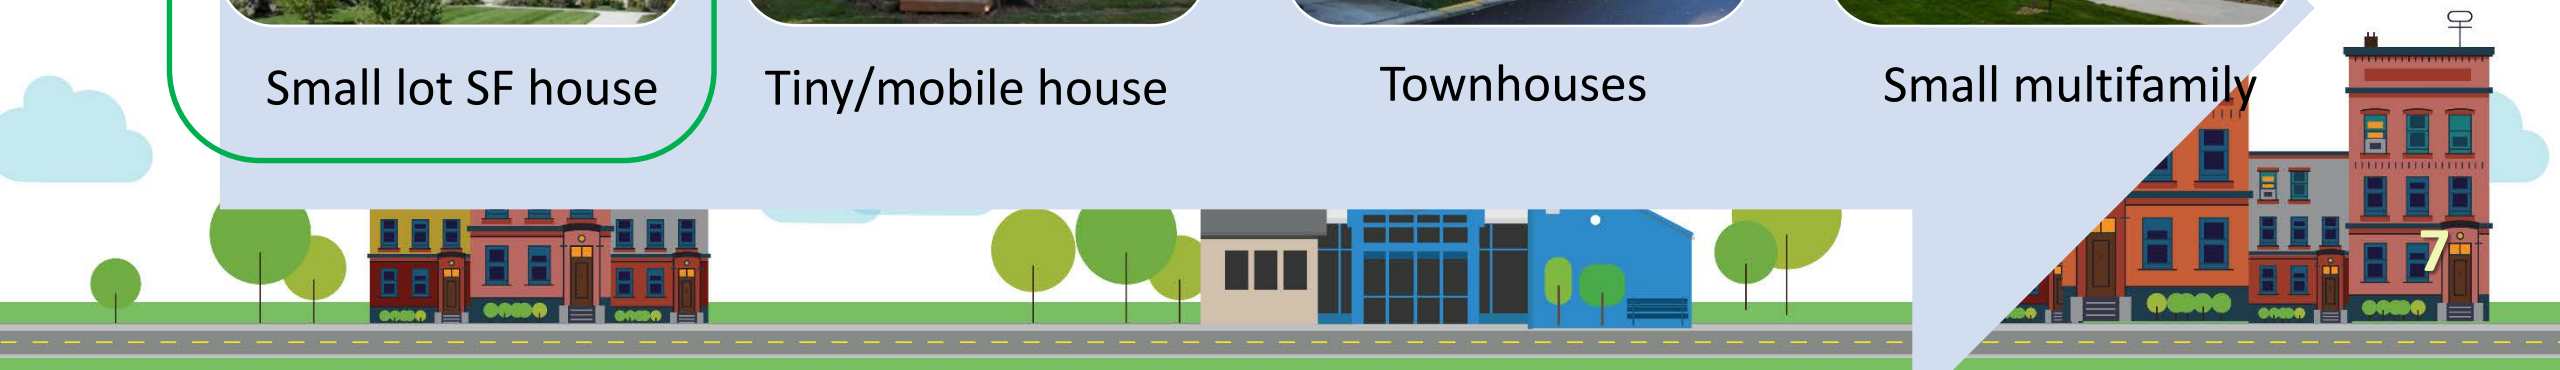 Small lot SF house
Tiny/mobile house
Townhouses
Small multifamily
7